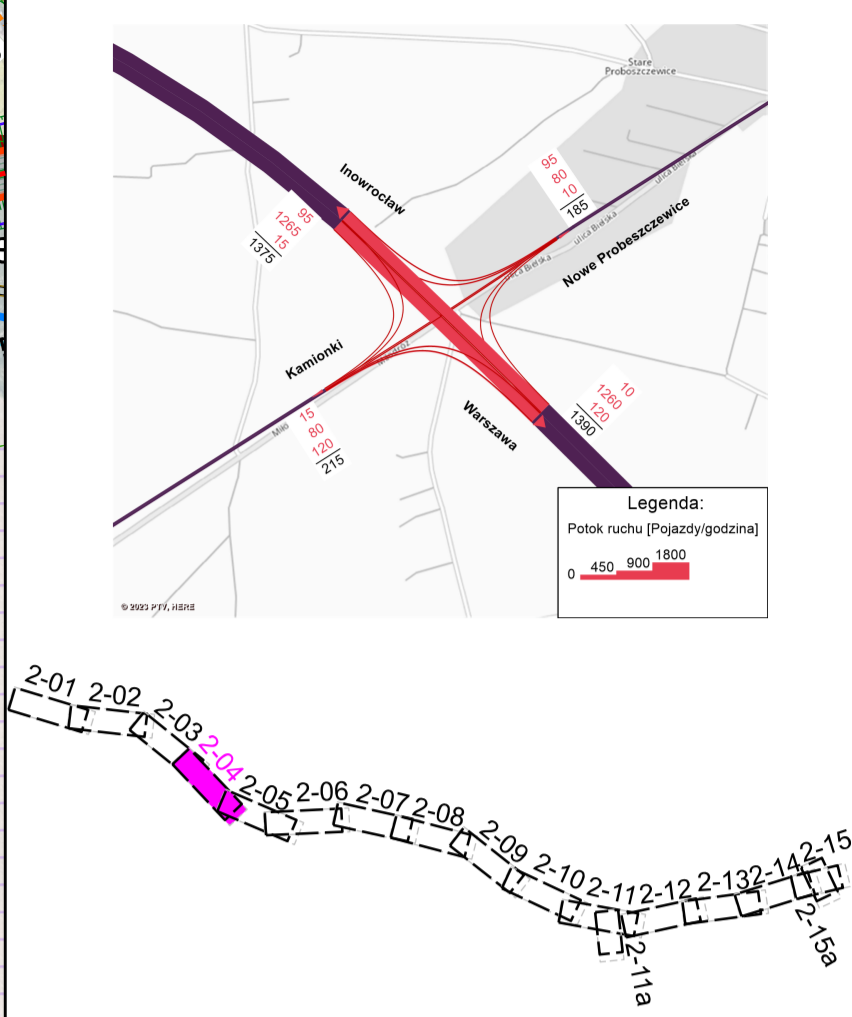 Stare
Proboszczewice
Inowrocław
95
1265
15
1375
95
80
10
185
ulica Bielska
ulica Bielska
Nowe Probeszczewice
Kamionki
15
80
120
215
Warszawa
10
1260
120
1390
Legenda:
Potok ruchu [Pojazdy/godzina]
0 450 900 1800
© 2023 PTV, HERE
2-01
2-02
2-03
2-04
2-05
2-06
2-07
2-08
2-09
2-10
2-11
2-12
2-13
2-14
2-15
2-11a
2-15a